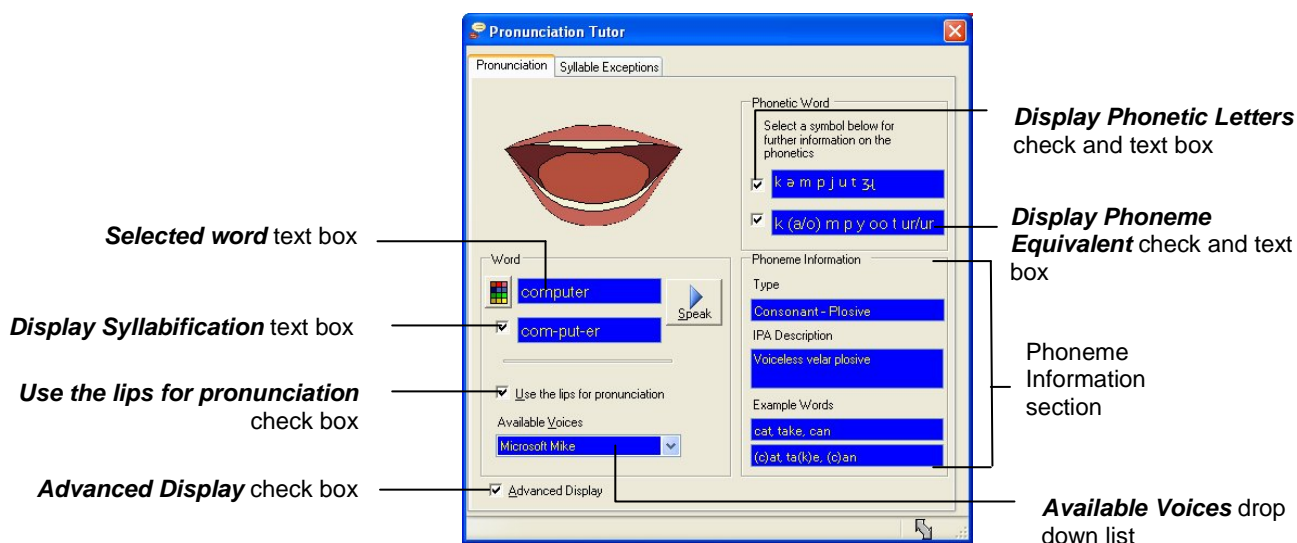 Pronunciation Tutor
Pronunciation Syllable Exceptions
Phonetic Word
Select a symbol below for
further information on the
phonetics
k ə m p j u t ʒɩ
k (a/o) m p y oo t ur/ur
Display Phonetic Letters
check and text box
Display Phoneme
Equivalent check and text
box
Selected word text box
Word
computer
Speak
Display Syllabification text box
com-put-er
Use the lips for pronunciation
check box
Use the lips for pronunciation
Available Voices
Microsoft Mike
Advanced Display check box
Advanced Display
Phoneme Information
Type
Consonant - Plosive
IPA Description
Voiceless velar plosive
Example Words
cat, take, can
(c)at, ta(k)e, (c)an
Phoneme
Information
section
Available Voices drop
down list